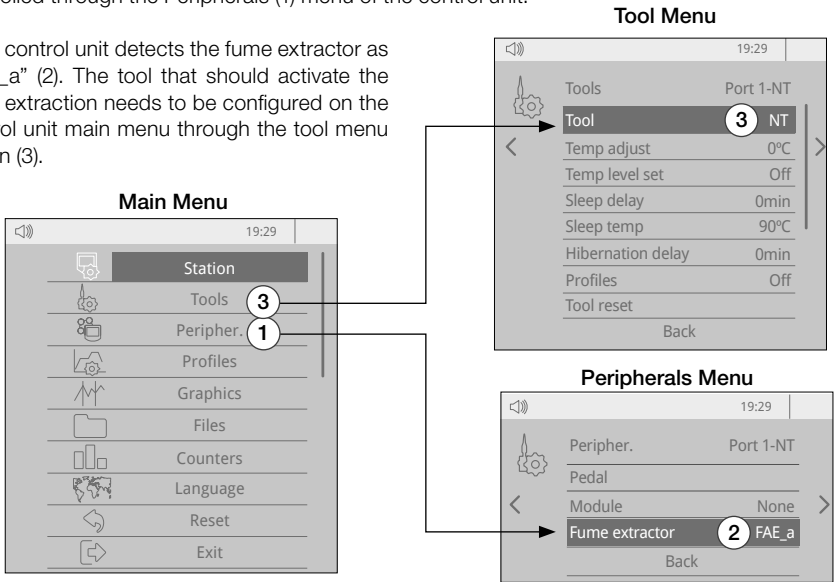 through the Peripherals (1) menu of the control unit.
control unit detects the fume extractor as
_a” (2). The tool that should activate the
extraction needs to be configured on the
unit main menu through the tool menu
(3).
Main Menu
19:29
Station
Tools 3
Peripher. 1
Profiles
Graphics
Files
Counters
Language
Reset
Exit
Tool Menu
19:29
Tools Port 1-NT
Tool 3 NT
Temp adjust 0ºC
Temp level set Off
Sleep delay 0min
Sleep temp 90ºC
Hibernation delay 0min
Profiles Off
Tool reset
Back
Peripherals Menu
19:29
Peripher. Port 1-NT
Pedal
Module None
Fume extractor 2 FAE_a
Back